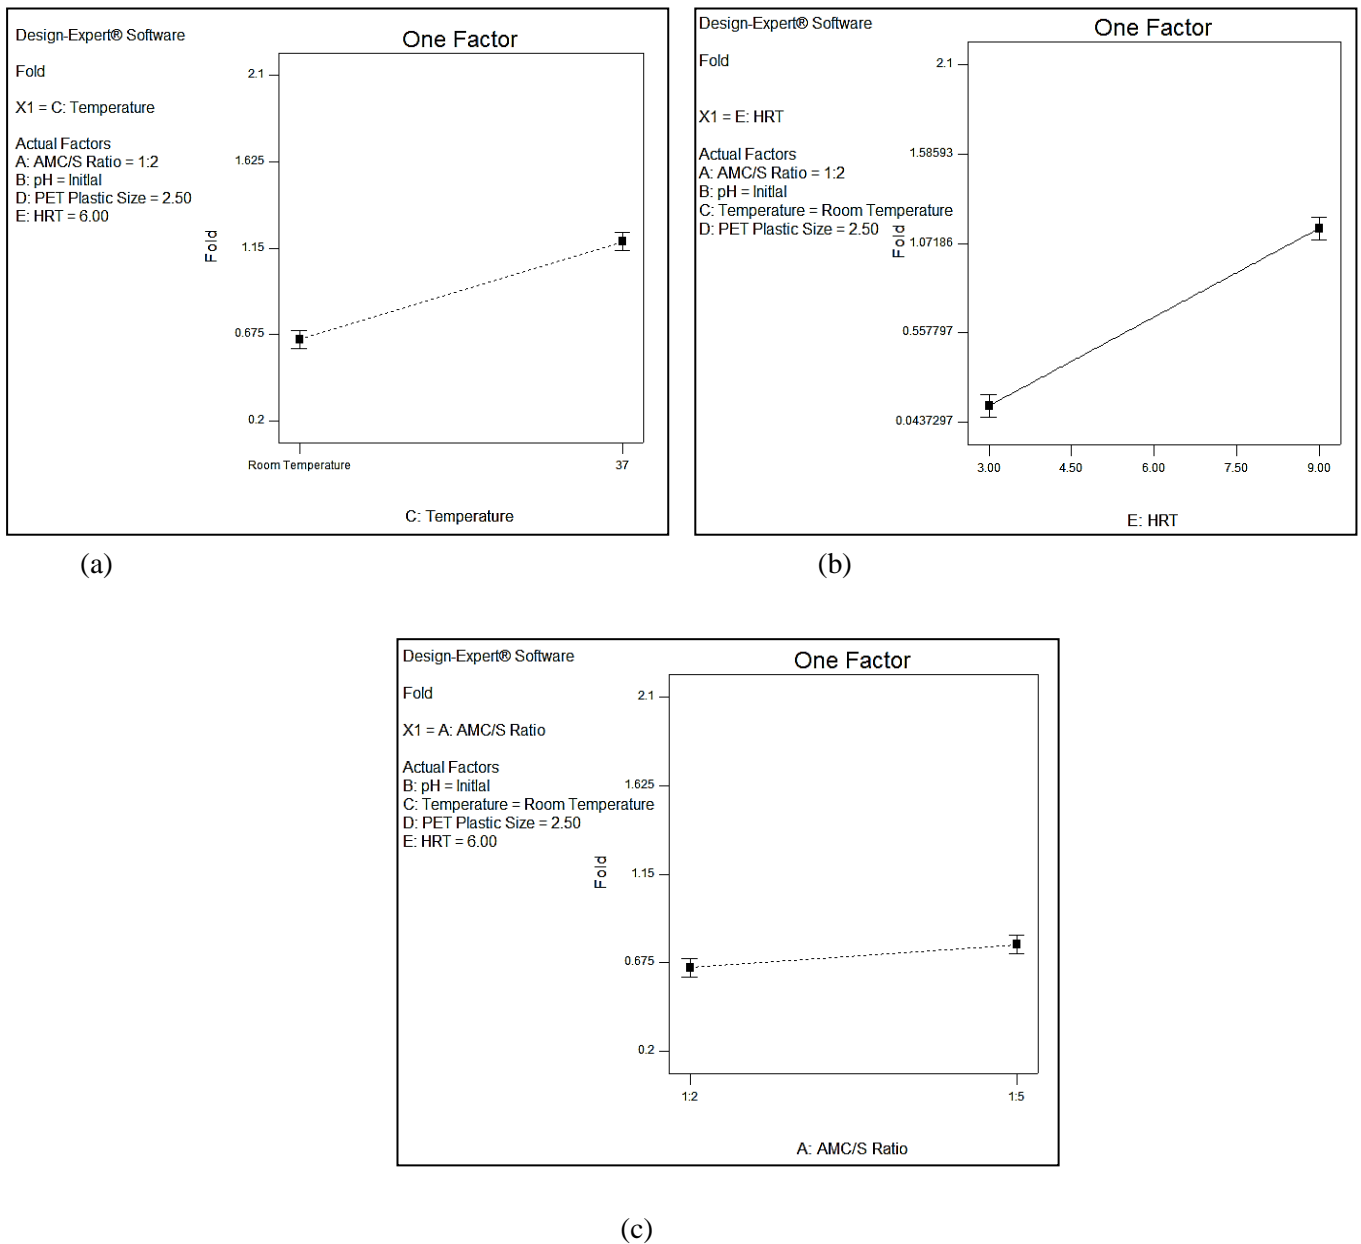 Design-Expert® Software
One Factor
Fold
X1 = C: Temperature
Actual Factors
A: AMC/S Ratio = 1:2
B: pH = Initlal
D: PET Plastic Size = 2.50
E: HRT = 6.00
Fold
2.1
1.625
1.15
0.675
0.2
Room Temperature
37
C: Temperature
(a)
Design-Expert® Software
One Factor
Fold
X1 = E: HRT
Actual Factors
A: AMC/S Ratio = 1:2
B: pH = Initlal
C: Temperature = Room Temperature
D: PET Plastic Size = 2.50
Fold
2.1
1.58593
1.07186
0.557797
0.0437297
3.00
4.50
6.00
7.50
9.00
E: HRT
(b)
Design-Expert® Software
One Factor
Fold
X1 = A: AMC/S Ratio
Actual Factors
B: pH = Initlal
C: Temperature = Room Temperature
D: PET Plastic Size = 2.50
E: HRT = 6.00
Fold
2.1
1.625
1.15
0.675
0.2
1:2
1:5
A: AMC/S Ratio
(c)